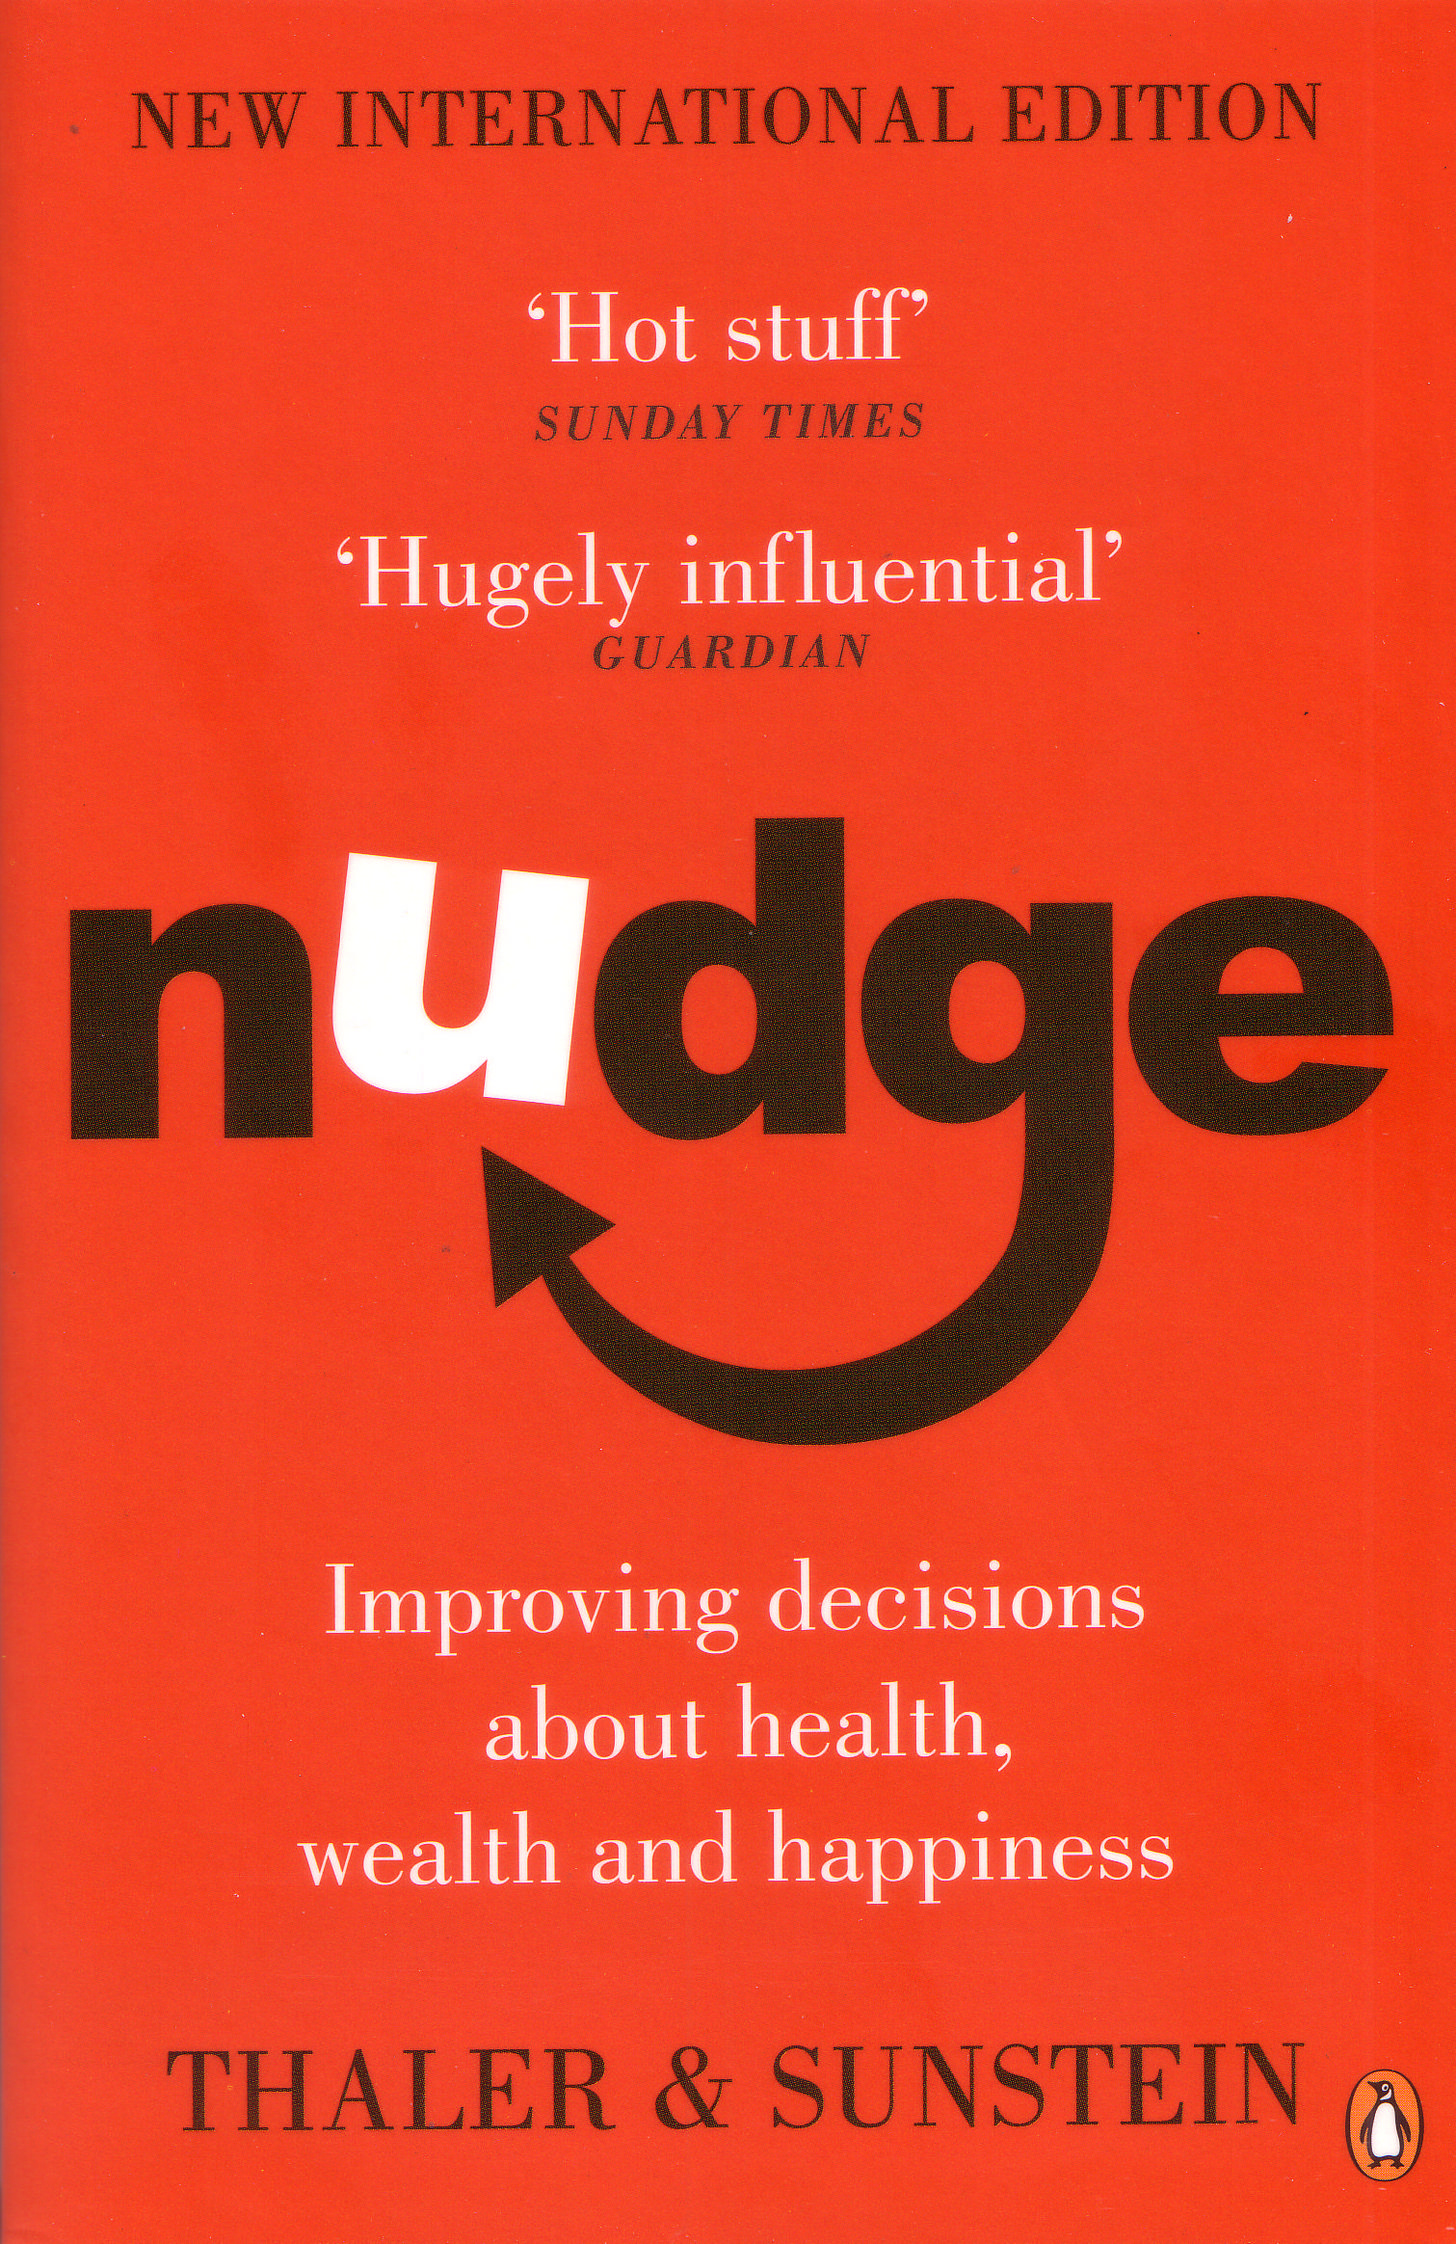 NEW INTERNATIONAL EDITION
‘Hot stuff’
SUNDAY TIMES
‘Hugely influential’
GUARDIAN
nudge
Improving decisions
about health,
wealth and happiness
THALER & SUNSTEIN